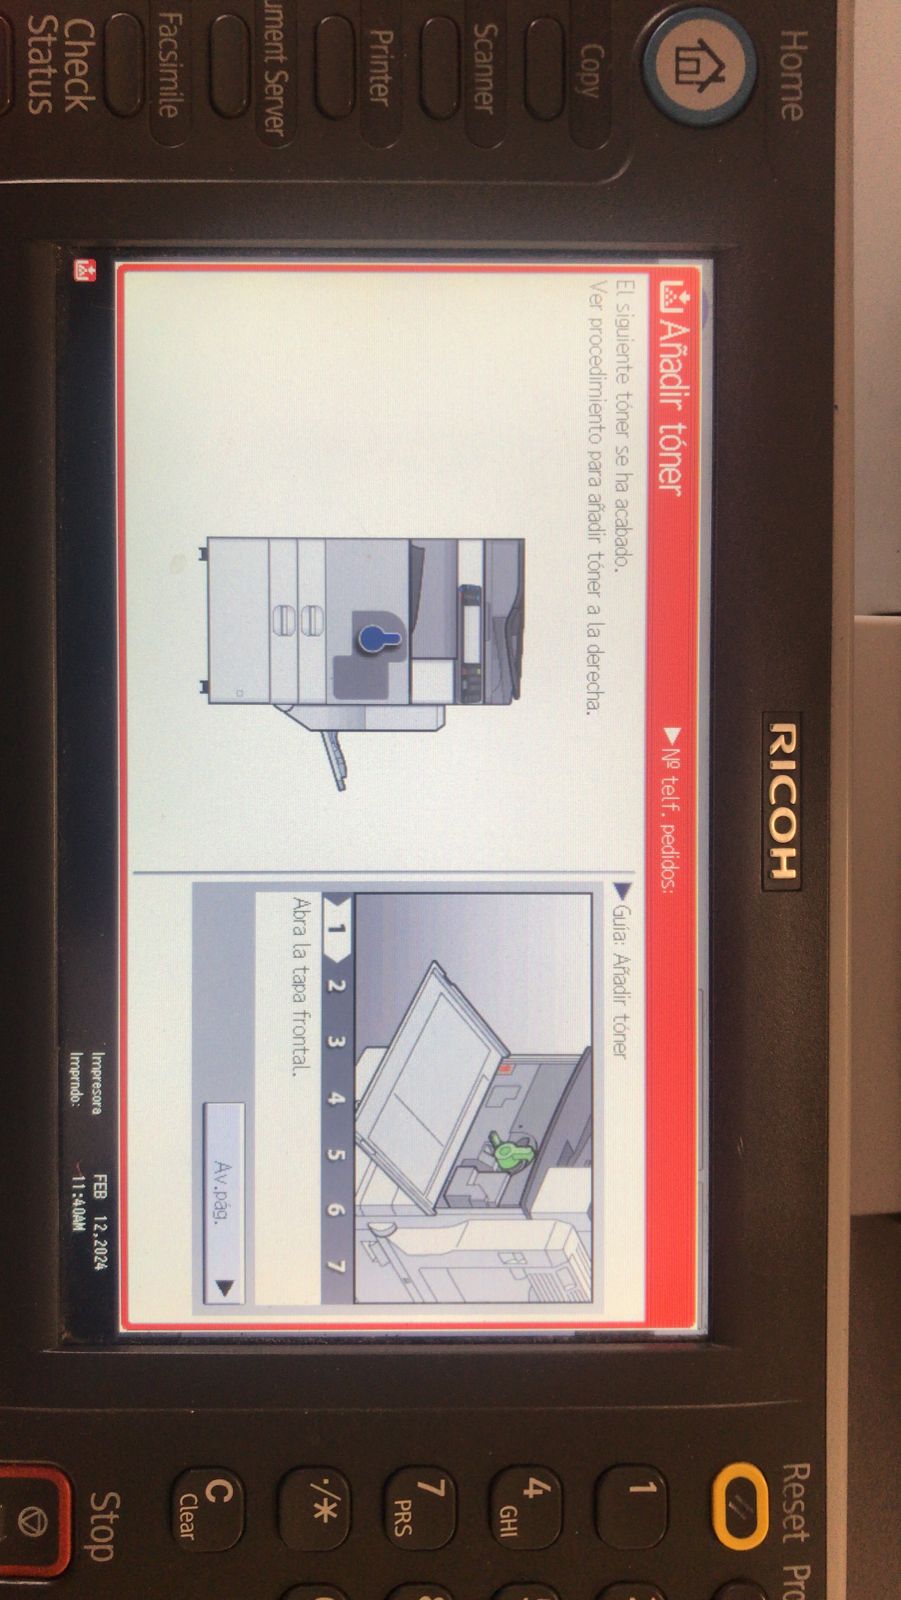 Home
Copy
Scanner
Printer
Document Server
Facsimile
Check
Status
RICOH
Añadir tóner
▶Nº telf. pedidos:
El siguiente tóner se ha acabado.
Ver procedimiento para añadir tóner a la derecha.
▶Guía: Añadir tóner
1 2 3 4 5 6 7
Abra la tapa frontal.
Av.pág. ▶
Impresora FEB 12,2024
Imprndo: 11:40AM
Reset
1
4 GHI
7 PRS
·/*
C
Clear
Stop